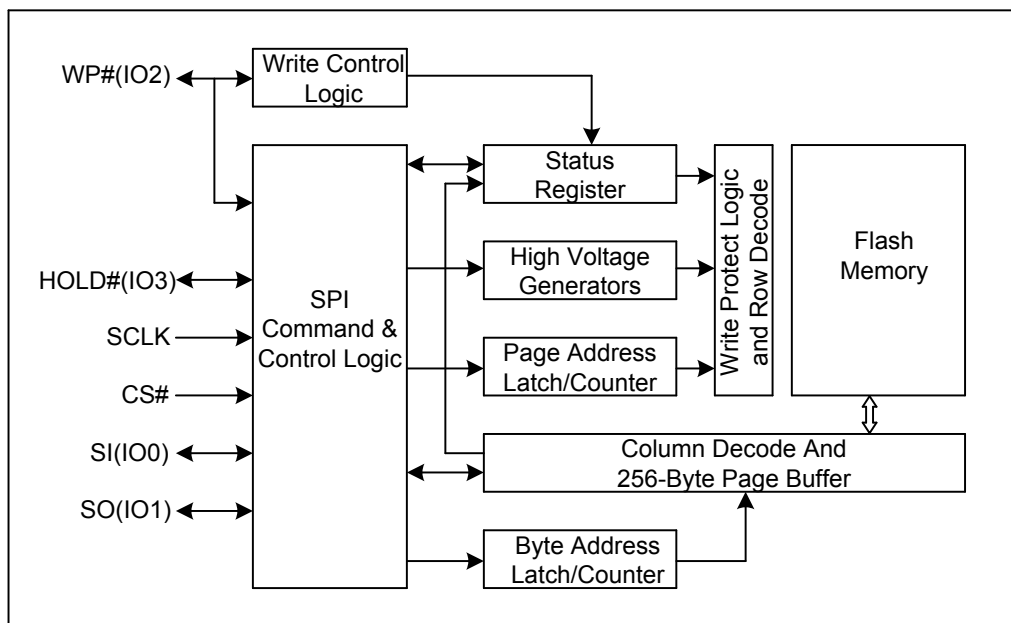 WP#(IO2)
Write Control
Logic
Status
Register
Write Protect Logic
and Row Decode
Flash
Memory
HOLD#(IO3)
High Voltage
Generators
SPI
Command &
Control Logic
SCLK
Page Address
Latch/Counter
CS#
SI(IO0)
Column Decode And
256-Byte Page Buffer
SO(IO1)
Byte Address
Latch/Counter